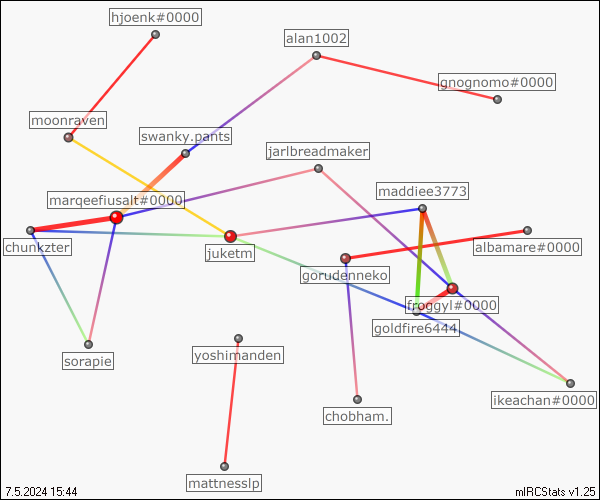 hjoenk#0000
alan1002
gnognomo#0000
moonraven
swanky.pants
jarlbreadmaker
maddiee3773
marqeefiusalt#0000
chunkzter
juketm
albamare#0000
gorudenneko
froggyl#0000
goldfire6444
sorapie
yoshimanden
ikeachan#0000
chobham.
mattnesslp
7.5.2024 15:44
mIRCStats v1.25